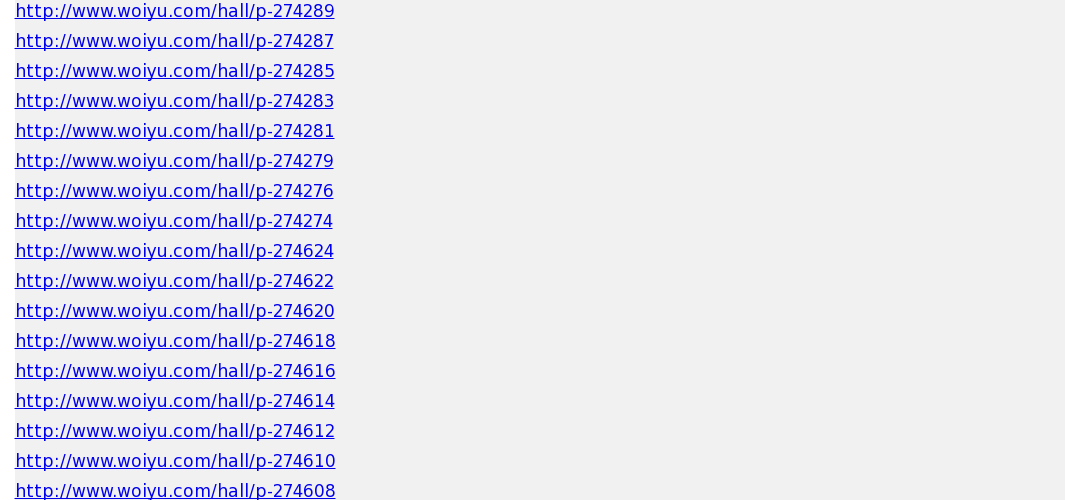 http://www.woiyu.com/hall/p-274289
http://www.woiyu.com/hall/p-274287
http://www.woiyu.com/hall/p-274285
http://www.woiyu.com/hall/p-274283
http://www.woiyu.com/hall/p-274281
http://www.woiyu.com/hall/p-274279
http://www.woiyu.com/hall/p-274276
http://www.woiyu.com/hall/p-274274
http://www.woiyu.com/hall/p-274624
http://www.woiyu.com/hall/p-274622
http://www.woiyu.com/hall/p-274620
http://www.woiyu.com/hall/p-274618
http://www.woiyu.com/hall/p-274616
http://www.woiyu.com/hall/p-274614
http://www.woiyu.com/hall/p-274612
http://www.woiyu.com/hall/p-274610
http://www.woiyu.com/hall/p-274608